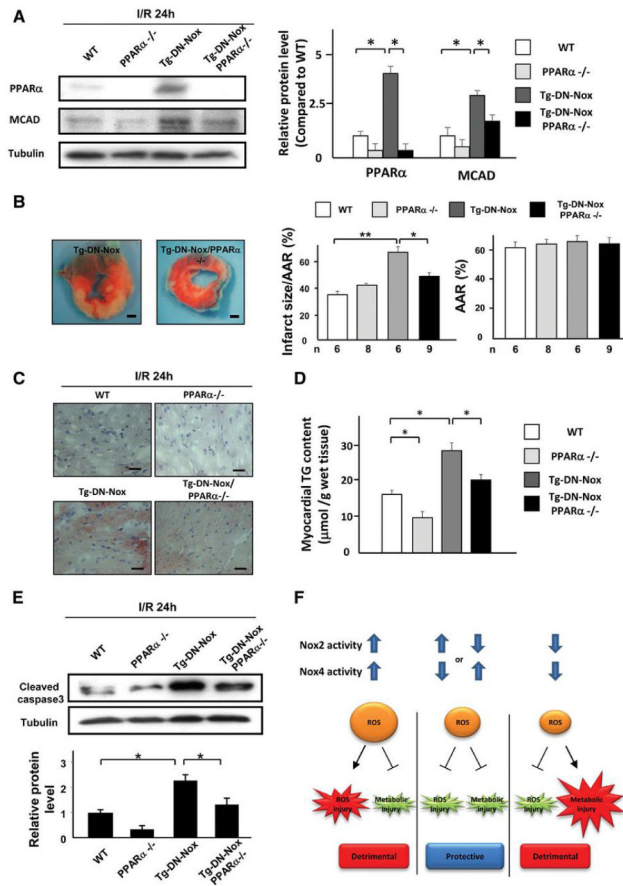 A
I/R 24h
WT
PPARα -/-
Tg-DN-Nox
Tg-DN-Nox
PPARα -/-
PPARα
MCAD
Tubulin
Relative protein level
(Compared to WT)
5
2.5
0
*
*
*
*
PPARα
MCAD
WT
PPARα -/-
Tg-DN-Nox
Tg-DN-Nox
PPARα -/-
B
Tg-DN-Nox
Tg-DN-Nox/PPARα
-/-
WT
PPARα -/-
Tg-DN-Nox
Tg-DN-Nox
PPARα -/-
Infarct size/AAR (%)
80
60
40
20
0
**
*
n 6 8 6 9
AAR
(%)
60
40
20
0
n 6 8 6 9
C
I/R 24h
WT
PPARα-/-
Tg-DN-Nox
Tg-DN-Nox/
PPARα-/-
D
Myocardial TG content
(μmol /g wet tissue)
30
20
10
0
*
*
*
WT
PPARα -/-
Tg-DN-Nox
Tg-DN-Nox
PPARα -/-
E
I/R 24h
WT
PPARα -/-
Tg-DN-Nox
Tg-DN-Nox
PPARα -/-
Cleaved
caspase3
Tubulin
Relative protein
level
3
2
1
0
*
*
WT
PPARα -/-
Tg-DN-Nox
Tg-DN-Nox
PPARα -/-
F
Nox2 activity
Nox4 activity
or
ROS
ROS
ROS
ROS
injury
Metabolic
injury
ROS
injury
Metabolic
injury
ROS
injury
Metabolic
injury
Detrimental
Protective
Detrimental